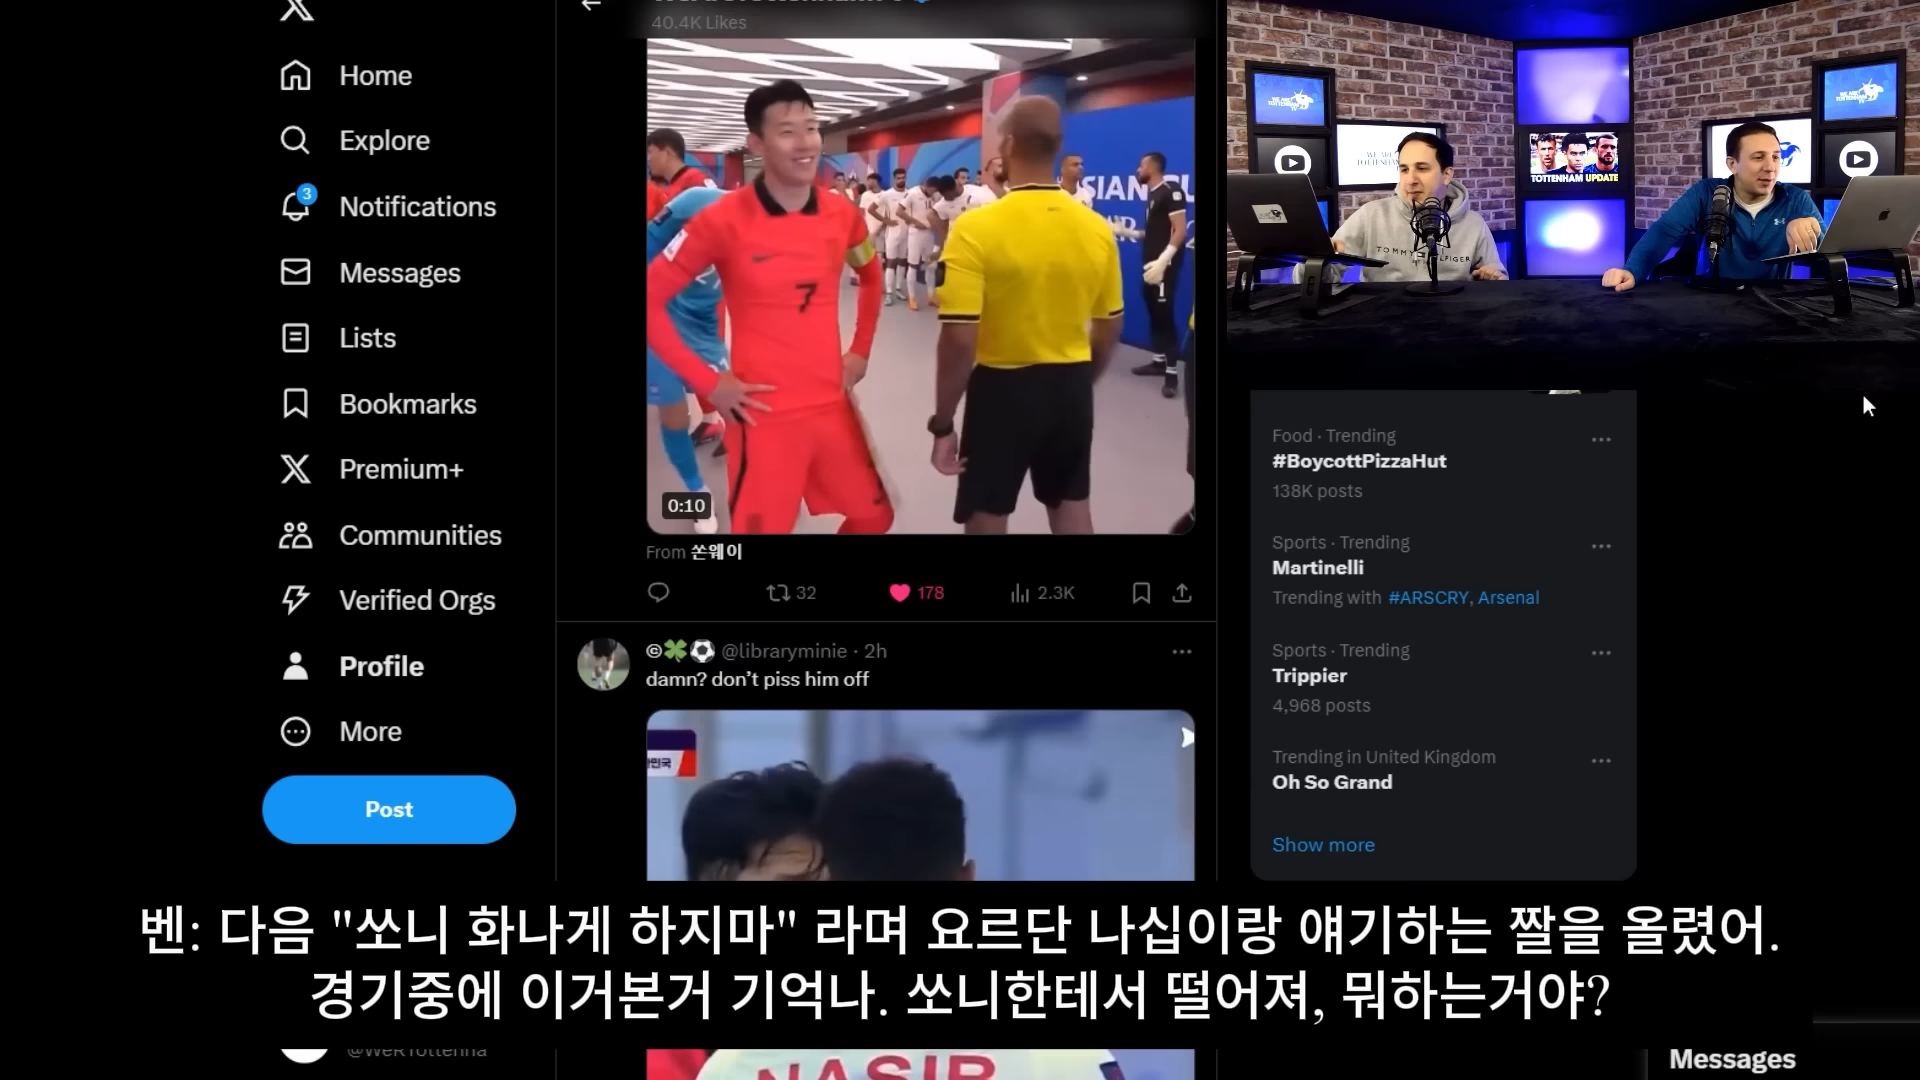 40.4K Likes
Home
Explore
3
Notifications
Messages
Lists
Bookmarks
Premium+
Communities
Verified Orgs
Profile
More
Post
7
0:10
From 쏜웨이
32
178
2.3K
@libraryminie · 2h
damn? don't piss him off
NASIR
TOMMY HILFIGER
TOTTENHAM UPDATE
Food · Trending
#BoycottPizzaHut
138K posts
Sports · Trending
Martinelli
Trending with #ARSCRY, Arsenal
Sports · Trending
Trippier
4,968 posts
Trending in United Kingdom
Oh So Grand
Show more
벤: 다음 "쏘니 화나게 하지마" 라며 요르단 나십이랑 얘기하는 짤을 올렸어.
경기중에 이거본거 기억나. 쏘니한테서 떨어져, 뭐하는거야?
Messages